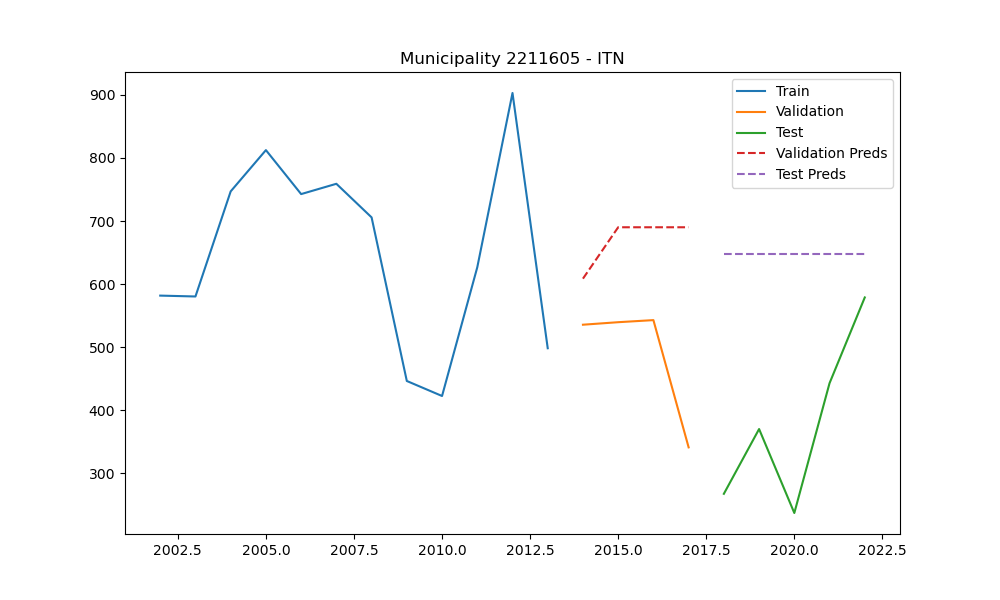 Municipality 2211605 - ITN
900
800
700
600
500
400
300
2002.5 2005.0 2007.5 2010.0 2012.5 2015.0 2017.5 2020.0 2022.5
Train
Validation
Test
Validation Preds
Test Preds